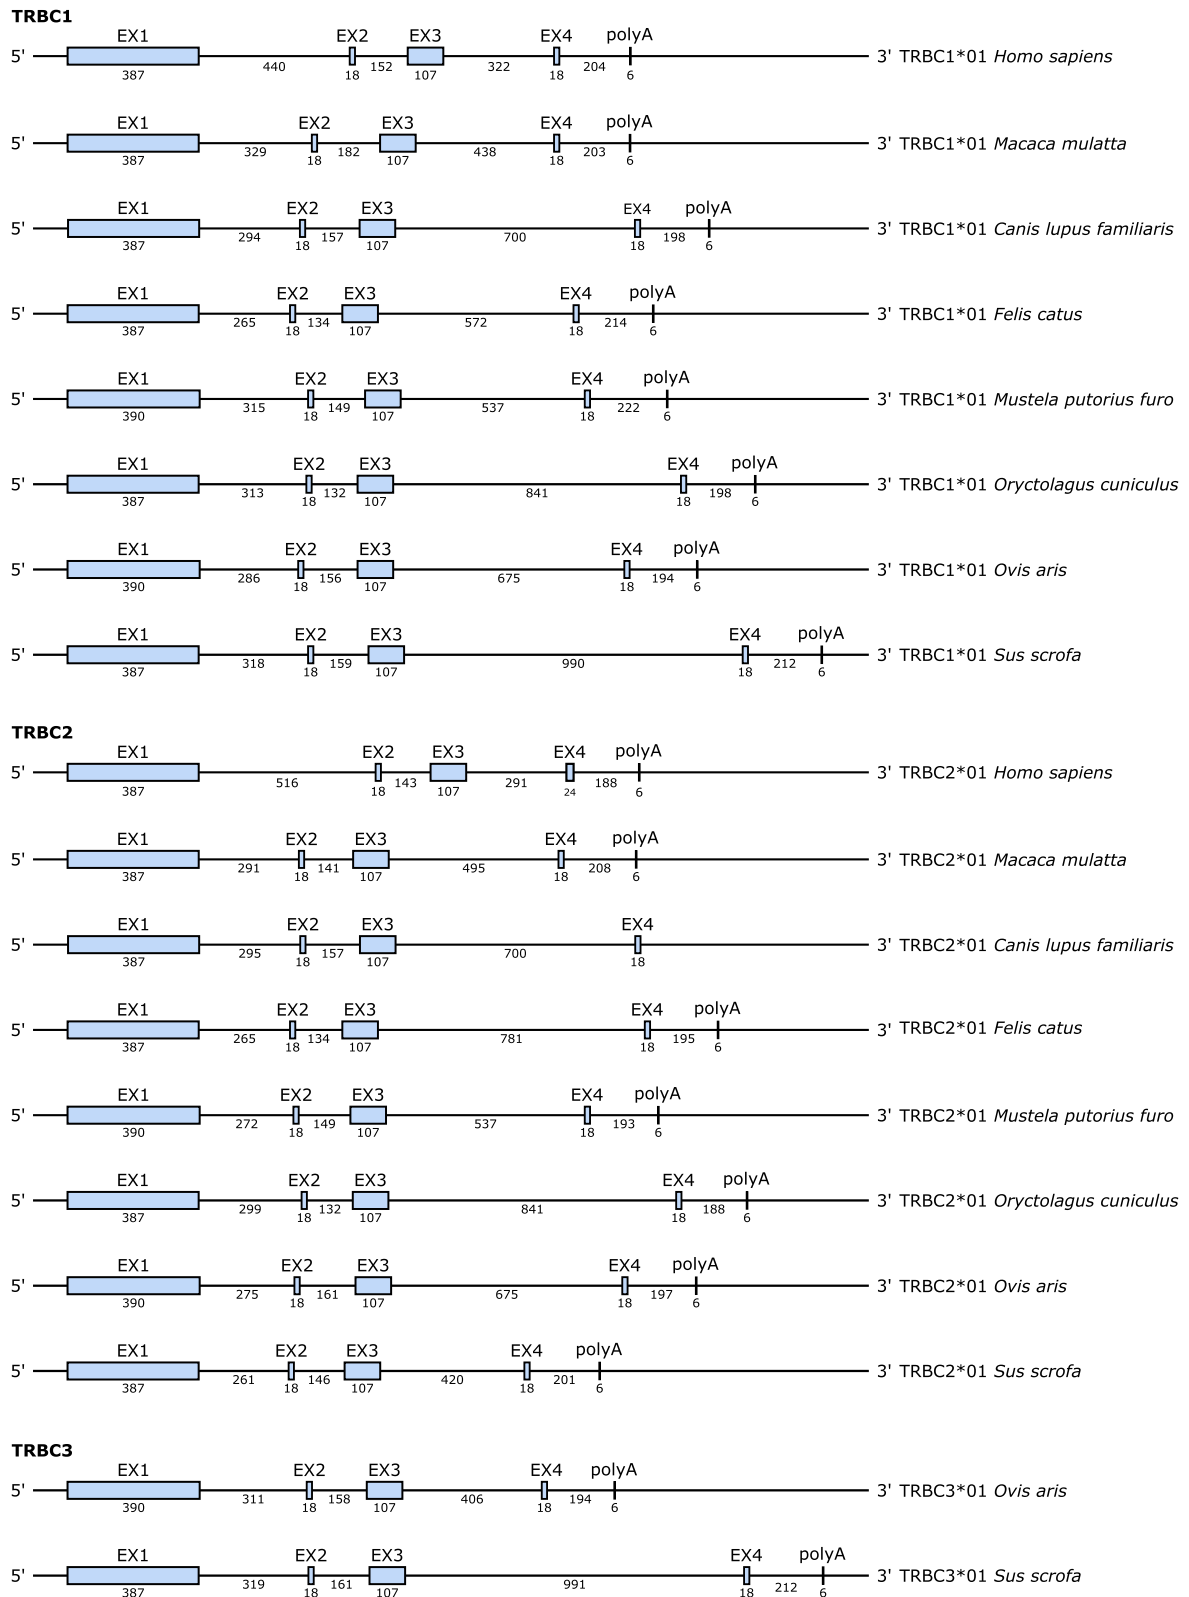 TRBC1
EX1 EX2 EX3 EX4 polyA
5' 3' TRBC1*01 Homo sapiens
387 440 18 152 107 322 18 204 6
EX1 EX2 EX3 EX4 polyA
5' 3' TRBC1*01 Macaca mulatta
387 329 18 182 107 438 18 203 6
EX1 EX2 EX3 EX4 polyA
5' 3' TRBC1*01 Canis lupus familiaris
387 294 18 157 107 700 18 198 6
EX1 EX2 EX3 EX4 polyA
5' 3' TRBC1*01 Felis catus
387 265 18 134 107 572 18 214 6
EX1 EX2 EX3 EX4 polyA
5' 3' TRBC1*01 Mustela putorius furo
390 315 18 149 107 537 18 222 6
EX1 EX2 EX3 EX4 polyA
5' 3' TRBC1*01 Oryctolagus cuniculus
387 313 18 132 107 841 18 198 6
EX1 EX2 EX3 EX4 polyA
5' 3' TRBC1*01 Ovis aris
390 286 18 156 107 675 18 194 6
EX1 EX2 EX3 EX4 polyA
5' 3' TRBC1*01 Sus scrofa
387 318 18 159 107 990 18 212 6
TRBC2
EX1 EX2 EX3 EX4 polyA
5' 3' TRBC2*01 Homo sapiens
387 516 18 143 107 291 24 188 6
EX1 EX2 EX3 EX4 polyA
5' 3' TRBC2*01 Macaca mulatta
387 291 18 141 107 495 18 208 6
EX1 EX2 EX3 EX4
5' 3' TRBC2*01 Canis lupus familiaris
387 295 18 157 107 700 18
EX1 EX2 EX3 EX4 polyA
5' 3' TRBC2*01 Felis catus
387 265 18 134 107 781 18 195 6
EX1 EX2 EX3 EX4 polyA
5' 3' TRBC2*01 Mustela putorius furo
390 272 18 149 107 537 18 193 6
EX1 EX2 EX3 EX4 polyA
5' 3' TRBC2*01 Oryctolagus cuniculus
387 299 18 132 107 841 18 188 6
EX1 EX2 EX3 EX4 polyA
5' 3' TRBC2*01 Ovis aris
390 275 18 161 107 675 18 197 6
EX1 EX2 EX3 EX4 polyA
5' 3' TRBC2*01 Sus scrofa
387 261 18 146 107 420 18 201 6
TRBC3
EX1 EX2 EX3 EX4 polyA
5' 3' TRBC3*01 Ovis aris
390 311 18 158 107 406 18 194 6
EX1 EX2 EX3 EX4 polyA
5' 3' TRBC3*01 Sus scrofa
387 319 18 161 107 991 18 212 6